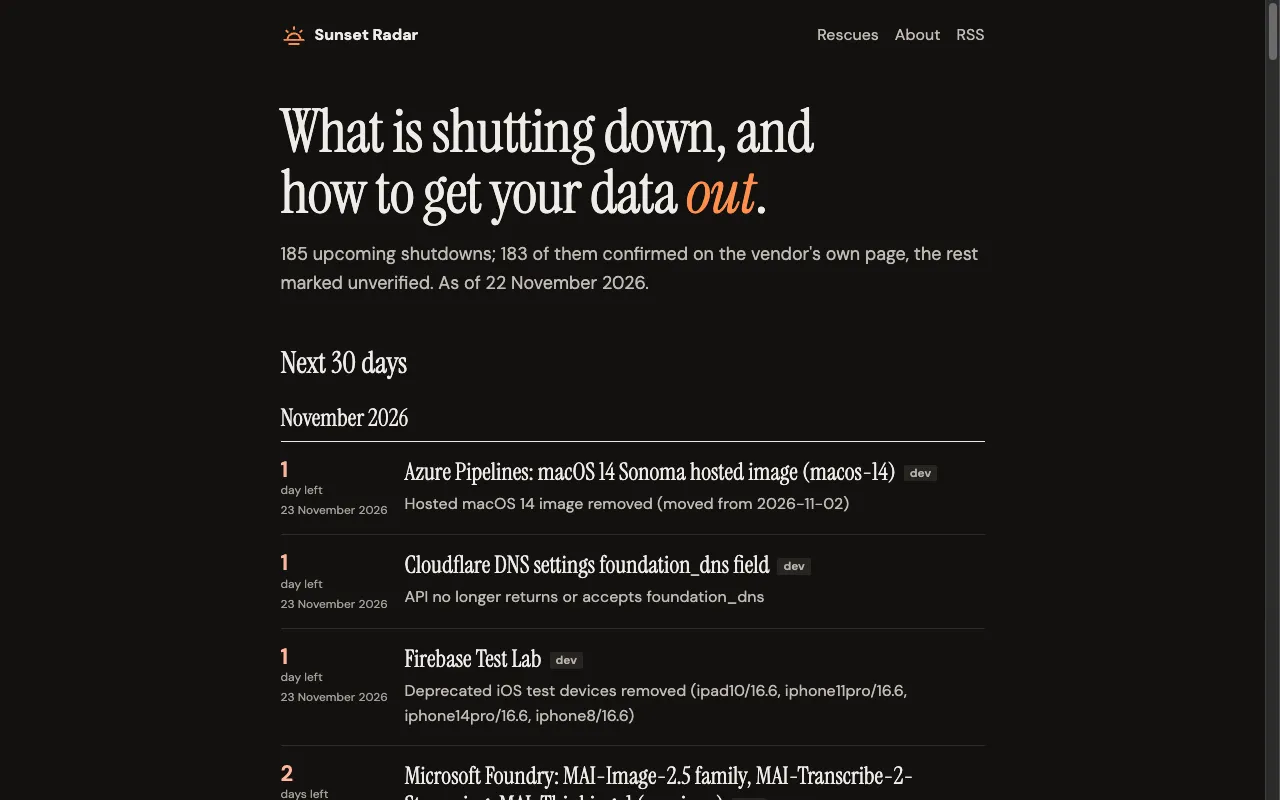 Sunset Radar
Rescues About RSS
What is shutting down, and
how to get your data out.
185 upcoming shutdowns; 183 of them confirmed on the vendor's own page, the rest
marked unverified. As of 22 November 2026.
Next 30 days
November 2026
1
day left
23 November 2026
Azure Pipelines: macOS 14 Sonoma hosted image (macos-14) dev
Hosted macOS 14 image removed (moved from 2026-11-02)
1
day left
23 November 2026
Cloudflare DNS settings foundation_dns field dev
API no longer returns or accepts foundation_dns
1
day left
23 November 2026
Firebase Test Lab dev
Deprecated iOS test devices removed (ipad10/16.6, iphone11pro/16.6,
iphone14pro/16.6, iphone8/16.6)
2
days left
Microsoft Foundry: MAI-Image-2.5 family, MAI-Transcribe-2-